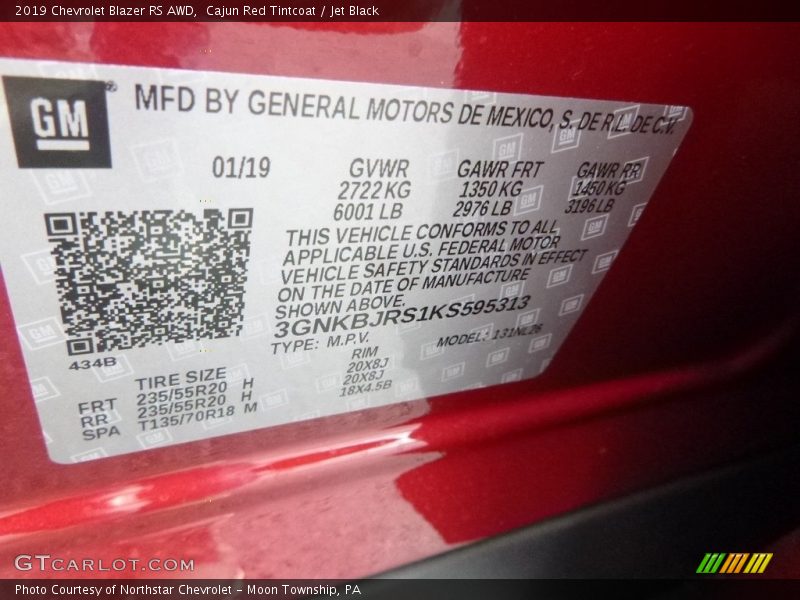 2019 Chevrolet Blazer RS AWD,  Cajun Red Tintcoat / Jet Black
GM
MFD BY GENERAL MOTORS DE MEXICO, S. DE R.L. DE C.V.
01/19 GVWR GAWR FRT GAWR RR
2722 KG 1350 KG 1450 KG
6001 LB 2976 LB 3196 LB
THIS VEHICLE CONFORMS TO ALL
APPLICABLE U.S. FEDERAL MOTOR
VEHICLE SAFETY STANDARDS IN EFFECT
ON THE DATE OF MANUFACTURE
SHOWN ABOVE.
3GNKBJRS1KS595313
TYPE: M.P.V. MODEL: 131NL26
434B
TIRE SIZE RIM
FRT 235/55R20 H 20X8J
RR 235/55R20 H 20X8J
SPA T135/70R18 M 18X4.5B
GTCARLOT.COM
Photo Courtesy of Northstar Chevrolet – Moon Township, PA